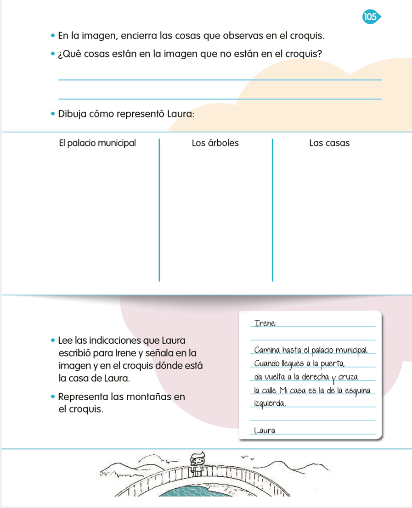 105
• En la imagen, encierra las cosas que observas en el croquis.
• ¿Qué cosas están en la imagen que no están en el croquis?
• Dibuja cómo representó Laura:
El palacio municipal
Los árboles
Las casas
• Lee las indicaciones que Laura
escribió para Irene y señala en la
imagen y en el croquis dónde está
la casa de Laura.
• Representa las montañas en
el croquis.
Irene:
Camina hasta el palacio municipal.
Cuando llegues a la puerta,
da vuelta a la derecha y cruza
la calle. Mi casa es la de la esquina
izquierda.
Laura